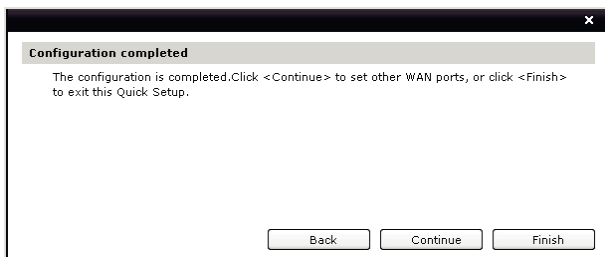 Configuration completed
The configuration is completed.Click <Continue> to set other WAN ports, or click <Finish>
to exit this Quick Setup.
Back Continue Finish